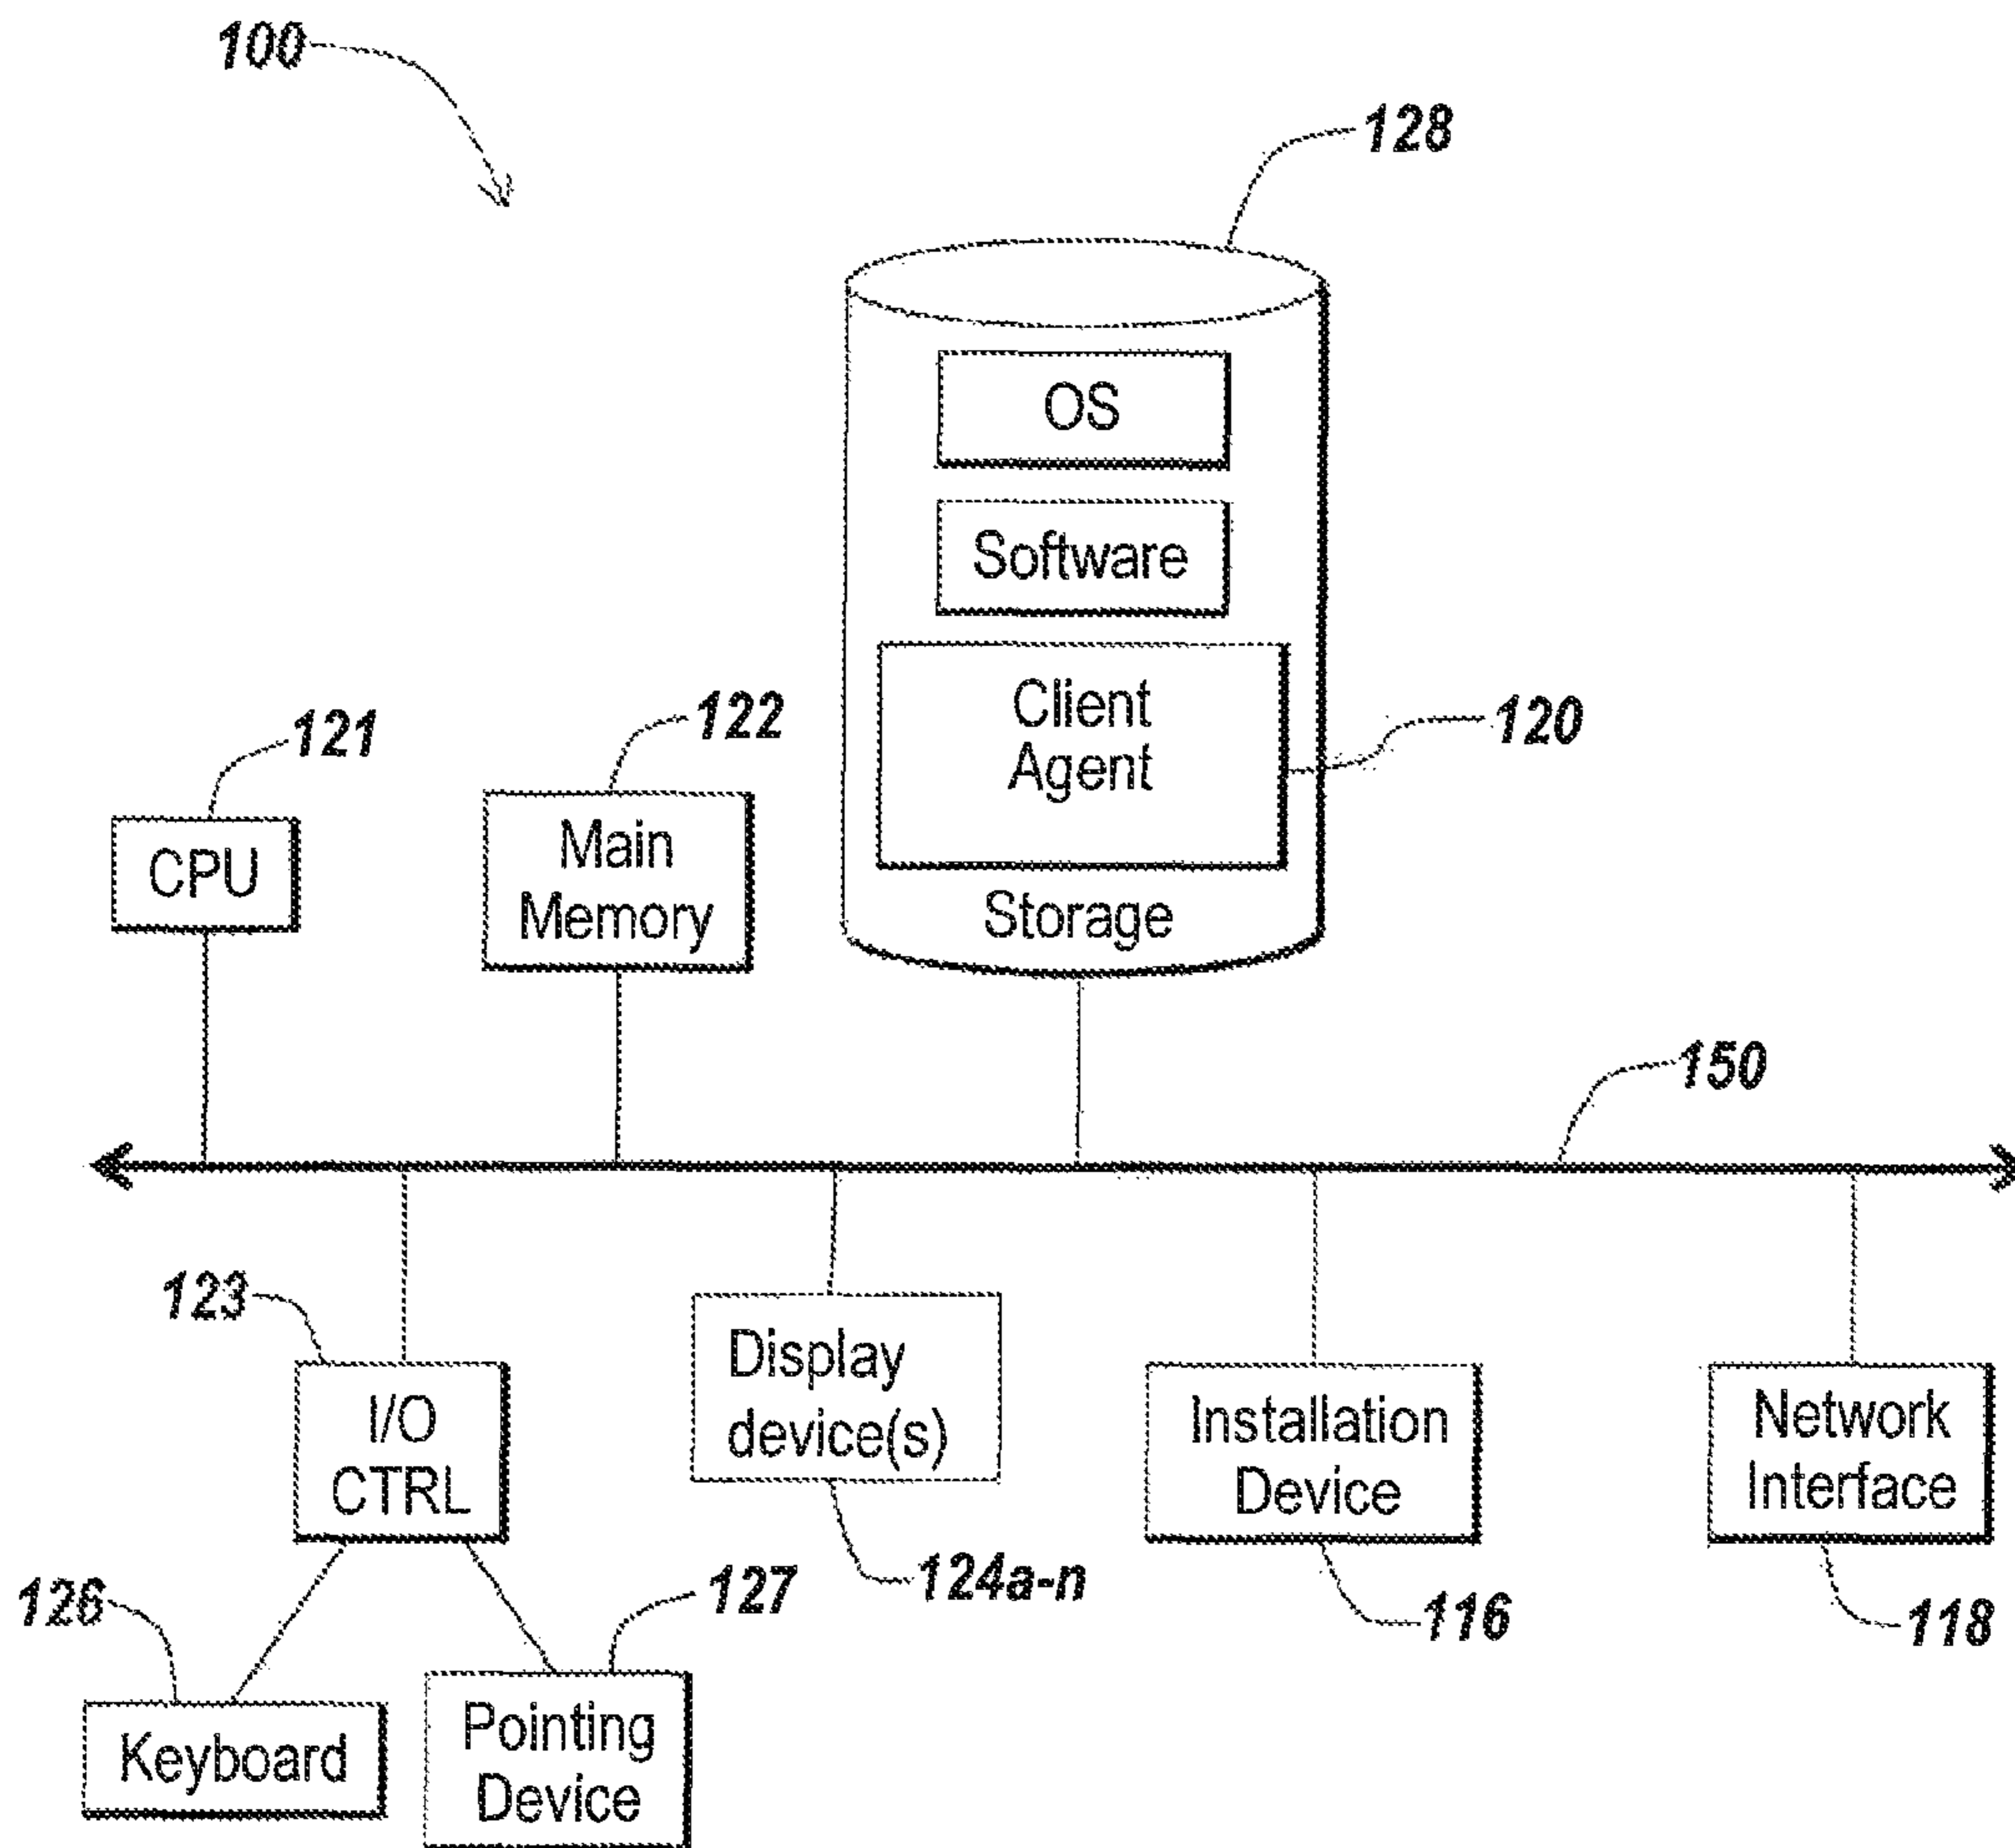 100
128
OS
Software
Client
Agent
120
Storage
121
CPU
122
Main
Memory
150
123
I/O
CTRL
Display
device(s)
124a-n
Installation
Device
116
Network
Interface
118
126
Keyboard
127
Pointing
Device